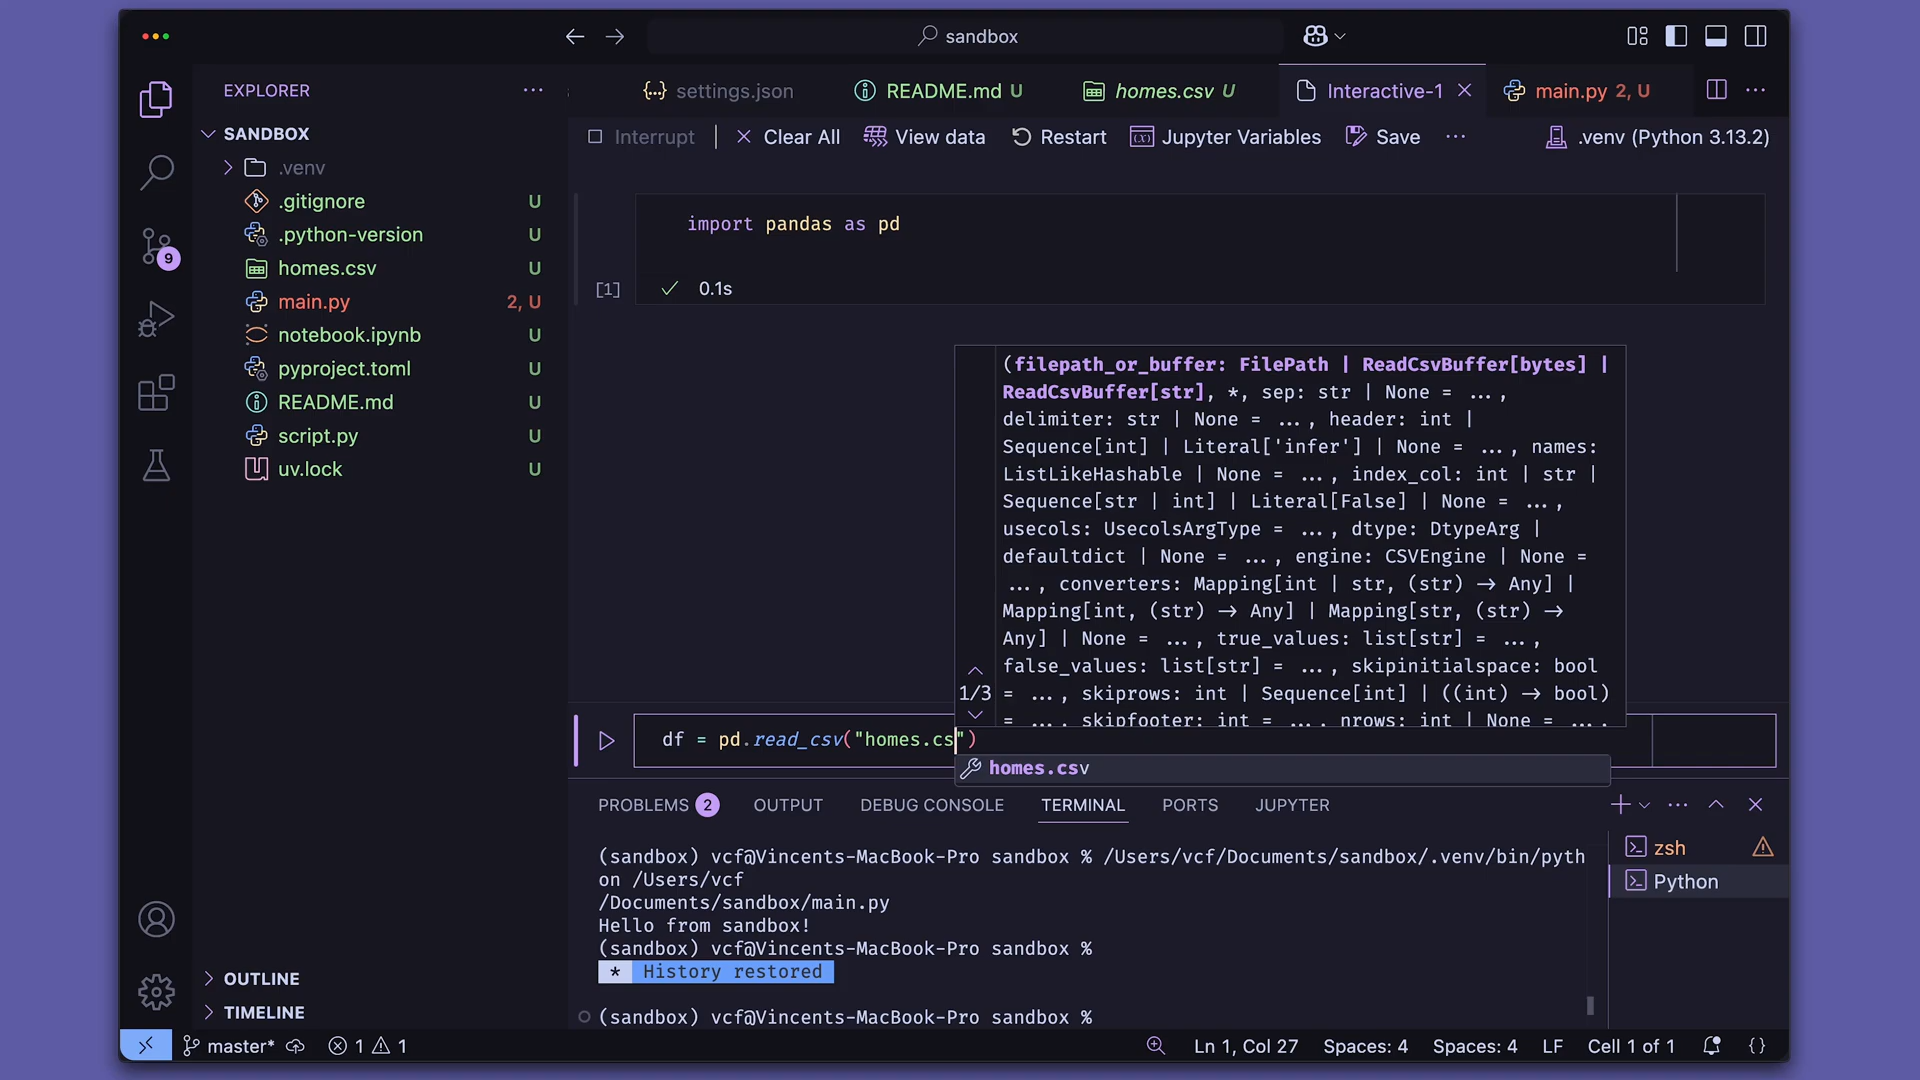 sandbox
EXPLORER
SANDBOX
.venv
.gitignore U
.python-version U
homes.csv U
main.py 2, U
notebook.ipynb U
pyproject.toml U
README.md U
script.py U
uv.lock U
OUTLINE
TIMELINE
9
{..} settings.json
README.md U
homes.csv U
Interactive-1
main.py 2, U
Interrupt | Clear All View data Restart Jupyter Variables Save ··· .venv (Python 3.13.2)
import pandas as pd
[1] ✓ 0.1s
(filepath_or_buffer: FilePath | ReadCsvBuffer[bytes] |
ReadCsvBuffer[str], *, sep: str | None = ...,
delimiter: str | None = ..., header: int |
Sequence[int] | Literal['infer'] | None = ..., names:
ListLikeHashable | None = ..., index_col: int | str |
Sequence[str | int] | Literal[False] | None = ...,
usecols: UsecolsArgType = ..., dtype: DtypeArg |
defaultdict | None = ..., engine: CSVEngine | None =
..., converters: Mapping[int | str, (str) → Any] |
Mapping[int, (str) → Any] | Mapping[str, (str) →
Any] | None = ..., true_values: list[str] = ...,
false_values: list[str] = ..., skipinitialspace: bool
= ..., skiprows: int | Sequence[int] | ((int) → bool)
= ..., skipfooter: int = ..., nrows: int | None = ...,
1/3
df = pd.read_csv("homes.cs")
homes.csv
PROBLEMS 2 OUTPUT DEBUG CONSOLE TERMINAL PORTS JUPYTER
(sandbox) vcf@Vincents-MacBook-Pro sandbox % /Users/vcf/Documents/sandbox/.venv/bin/pyth
on /Users/vcf
/Documents/sandbox/main.py
Hello from sandbox!
(sandbox) vcf@Vincents-MacBook-Pro sandbox %
* History restored
(sandbox) vcf@Vincents-MacBook-Pro sandbox %
zsh
Python
master* 1 1
Ln 1, Col 27 Spaces: 4 Spaces: 4 LF Cell 1 of 1 {}